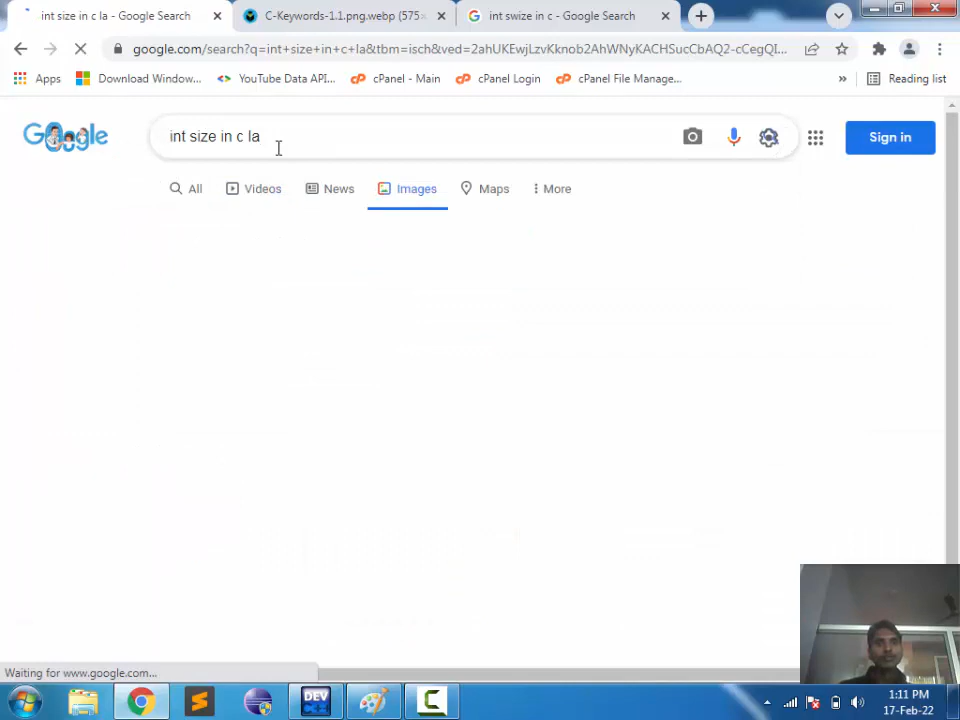 int size in c la - Google Search
C-Keywords-1.1.png.webp (575×
int swize in c - Google Search
google.com/search?q=int+size+in+c+la&tbm=isch&ved=2ahUKEwjLzvKknob2AhWNyKACHSucCbAQ2-cCegQI...
Apps
Download Window...
YouTube Data API...
cPanel - Main
cPanel Login
cPanel File Manage...
»
Reading list
Google
int size in c la
Sign in
All
Videos
News
Images
Maps
More
Waiting for www.google.com...
DEV
C
1:11 PM
17-Feb-22